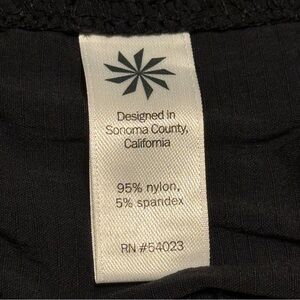 Designed in
Sonoma County,
California
95% nylon,
5% spandex
RN #54023